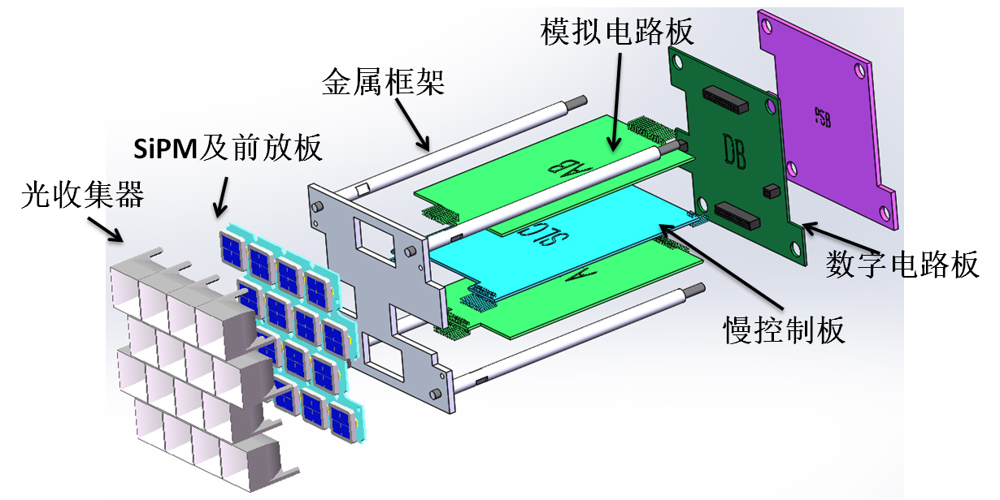 模拟电路板
金属框架
SiPM及前放板
光收集器
AB
DB
PSB
SLC
A
数字电路板
慢控制板